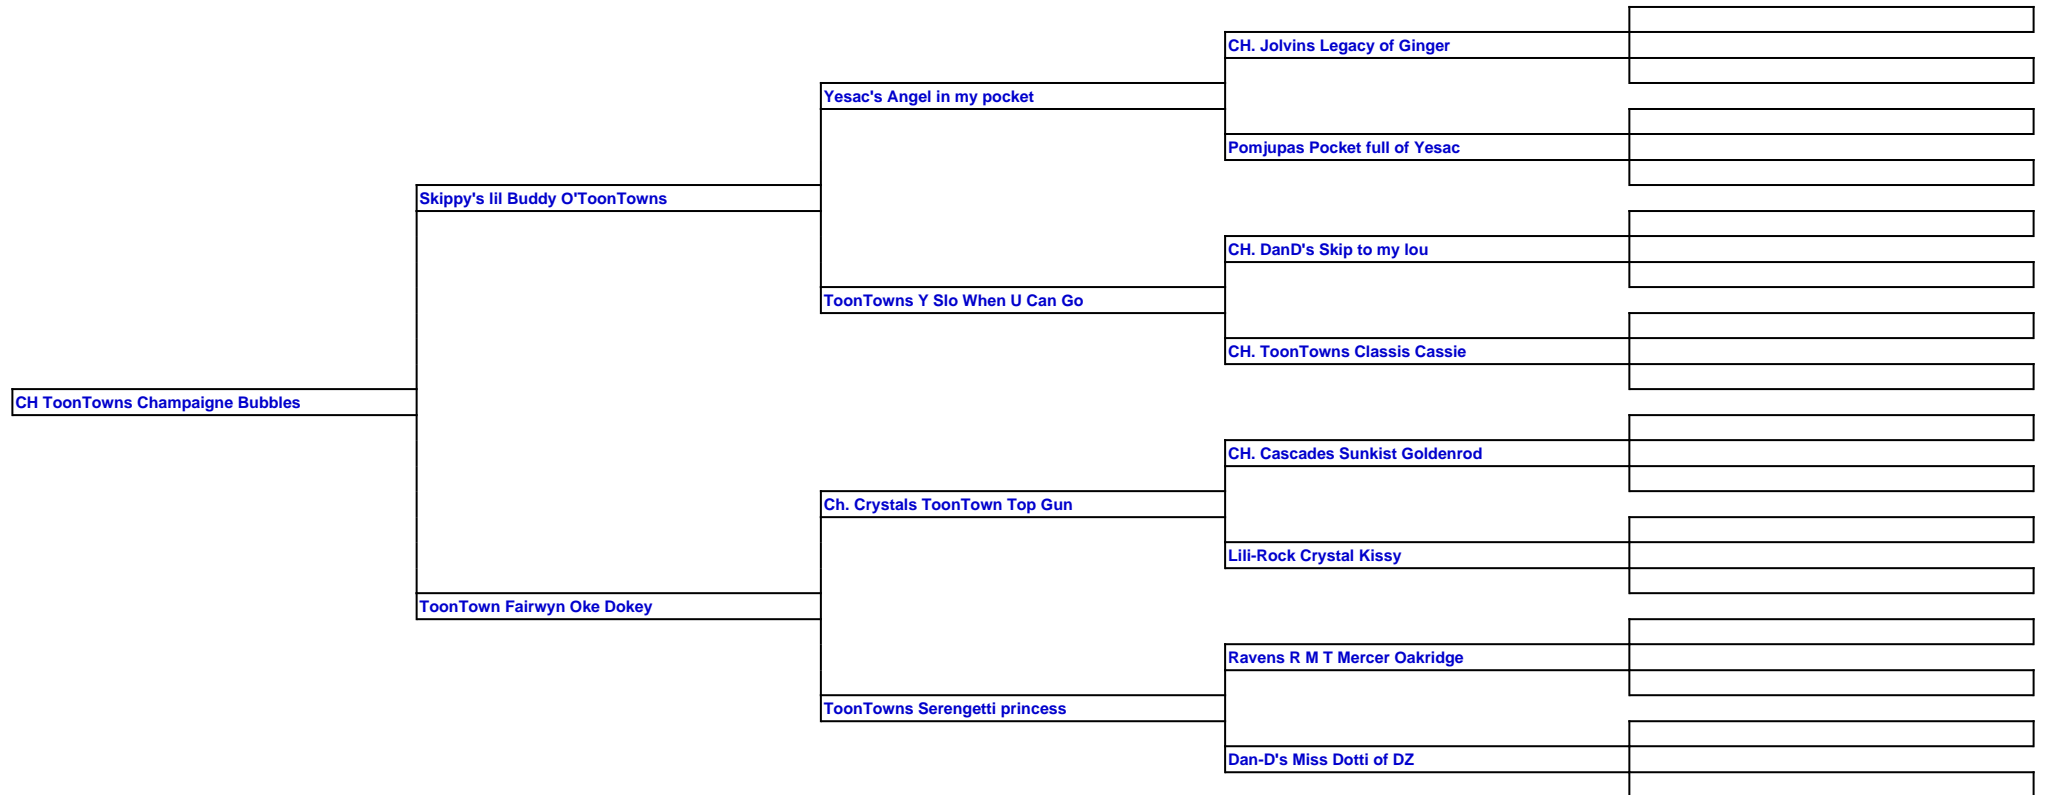 CH. Jolvins Legacy of Ginger
Yesac's Angel in my pocket
Pomjupas Pocket full of Yesac
Skippy's lil Buddy O'ToonTowns
CH. DanD's Skip to my lou
ToonTowns Y Slo When U Can Go
CH. ToonTowns Classis Cassie
CH ToonTowns Champaigne Bubbles
CH. Cascades Sunkist Goldenrod
Ch. Crystals ToonTown Top Gun
Lili-Rock Crystal Kissy
ToonTown Fairwyn Oke Dokey
Ravens R M T Mercer Oakridge
ToonTowns Serengetti princess
Dan-D's Miss Dotti of DZ